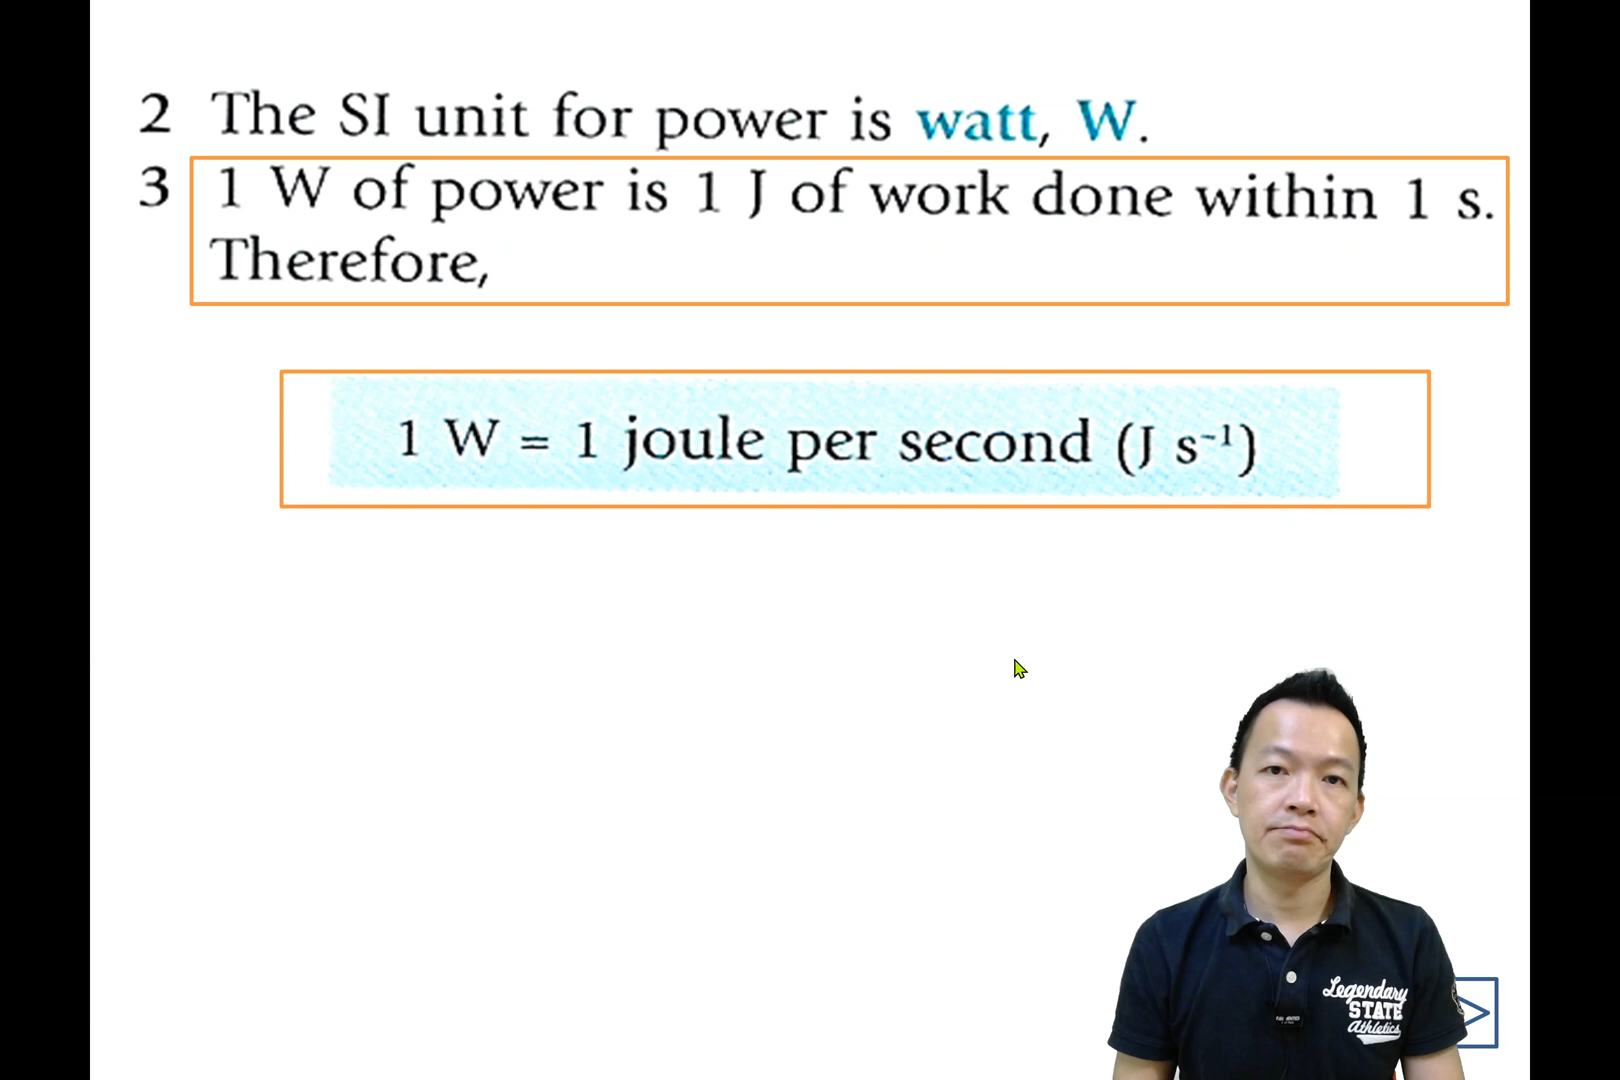 2 The SI unit for power is watt, W.
3 1 W of power is 1 J of work done within 1 s.
Therefore,
1 W = 1 joule per second (J s⁻¹)
Legendary
STATE
Athletics